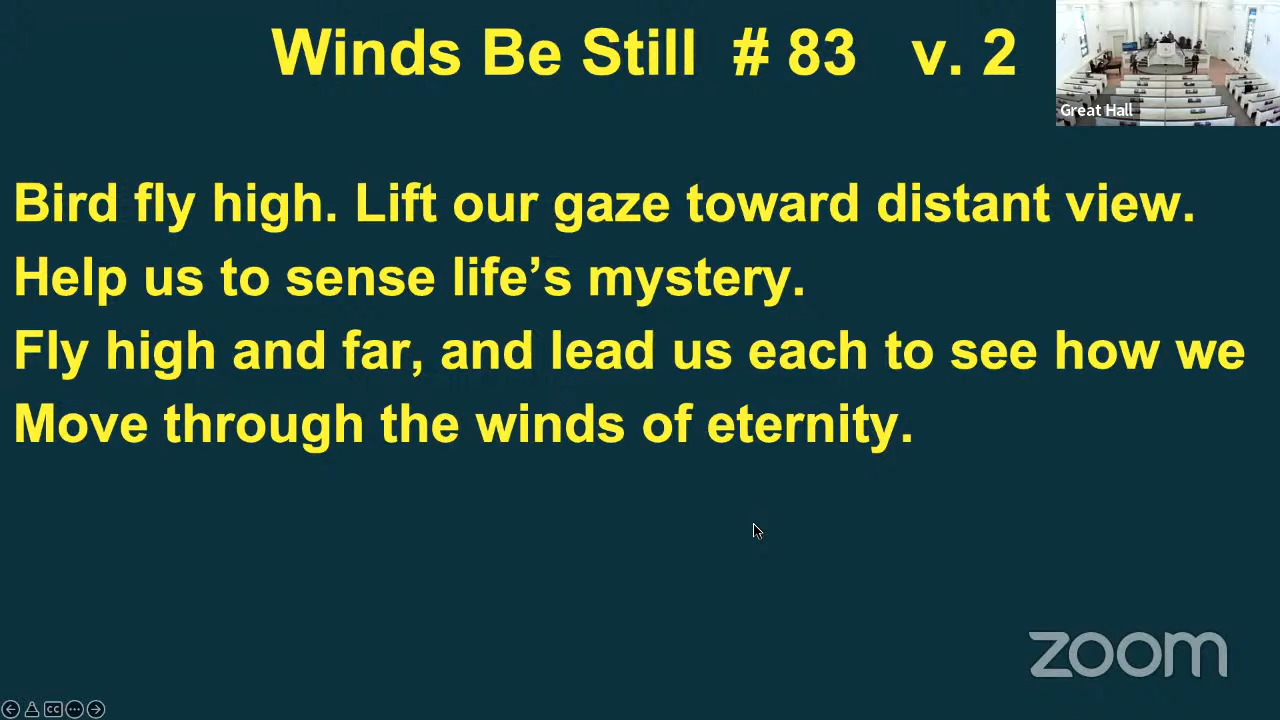 Winds Be Still # 83 v. 2
Great Hall
Bird fly high. Lift our gaze toward distant view.
Help us to sense life’s mystery.
Fly high and far, and lead us each to see how we
Move through the winds of eternity.
zoom
CC